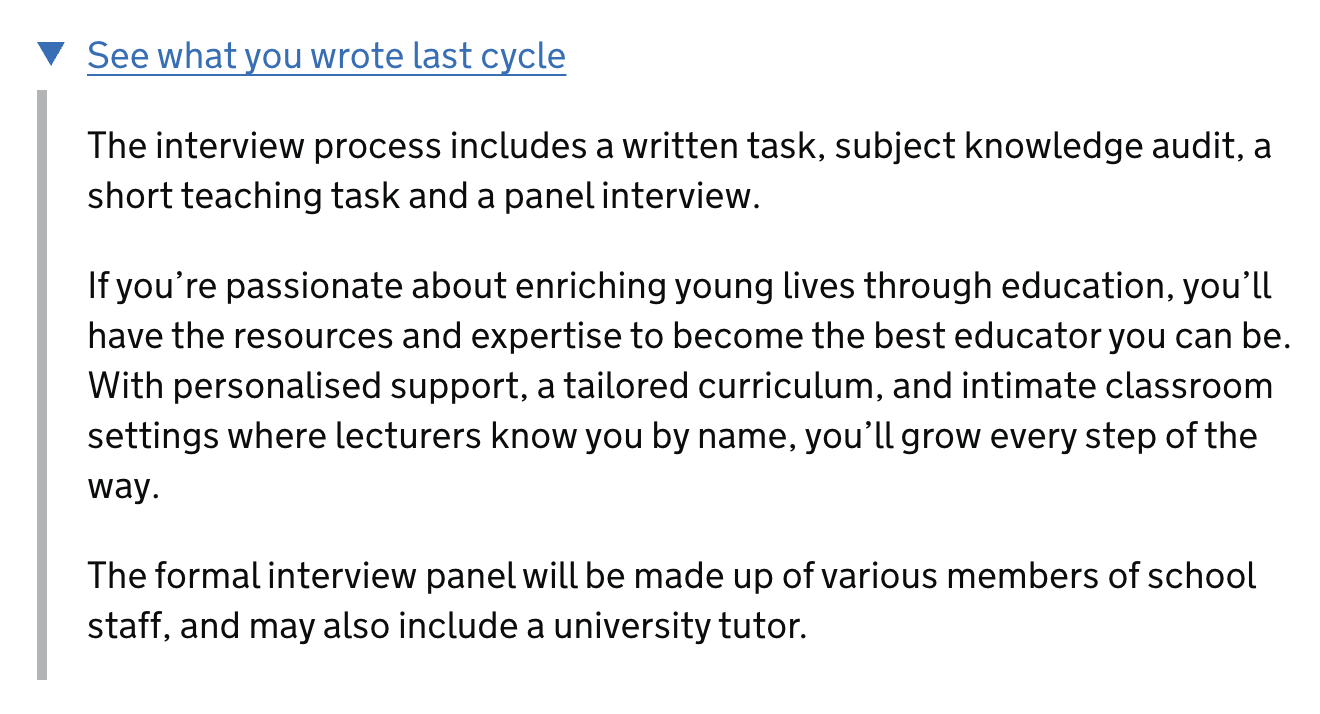 See what you wrote last cycle
The interview process includes a written task, subject knowledge audit, a
short teaching task and a panel interview.
If you’re passionate about enriching young lives through education, you’ll
have the resources and expertise to become the best educator you can be.
With personalised support, a tailored curriculum, and intimate classroom
settings where lecturers know you by name, you’ll grow every step of the
way.
The formal interview panel will be made up of various members of school
staff, and may also include a university tutor.